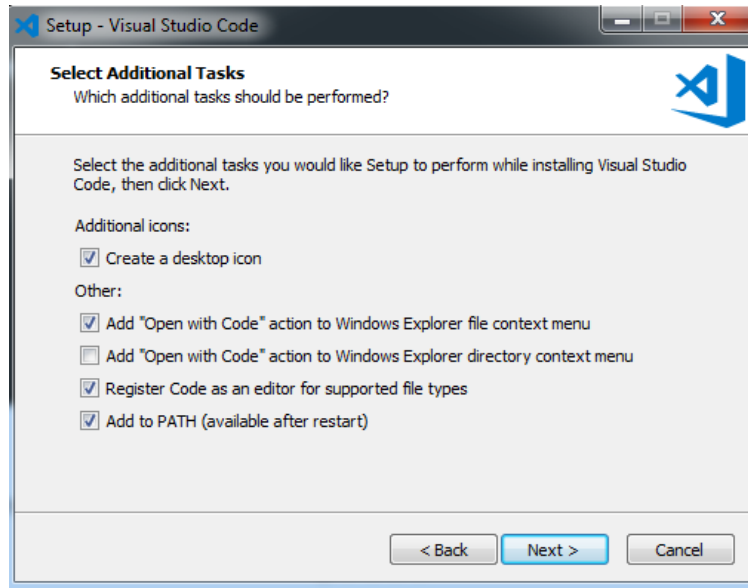 Setup - Visual Studio Code
Select Additional Tasks
Which additional tasks should be performed?
Select the additional tasks you would like Setup to perform while installing Visual Studio
Code, then click Next.
Additional icons:
Create a desktop icon
Other:
Add "Open with Code" action to Windows Explorer file context menu
Add "Open with Code" action to Windows Explorer directory context menu
Register Code as an editor for supported file types
Add to PATH (available after restart)
< Back Next > Cancel